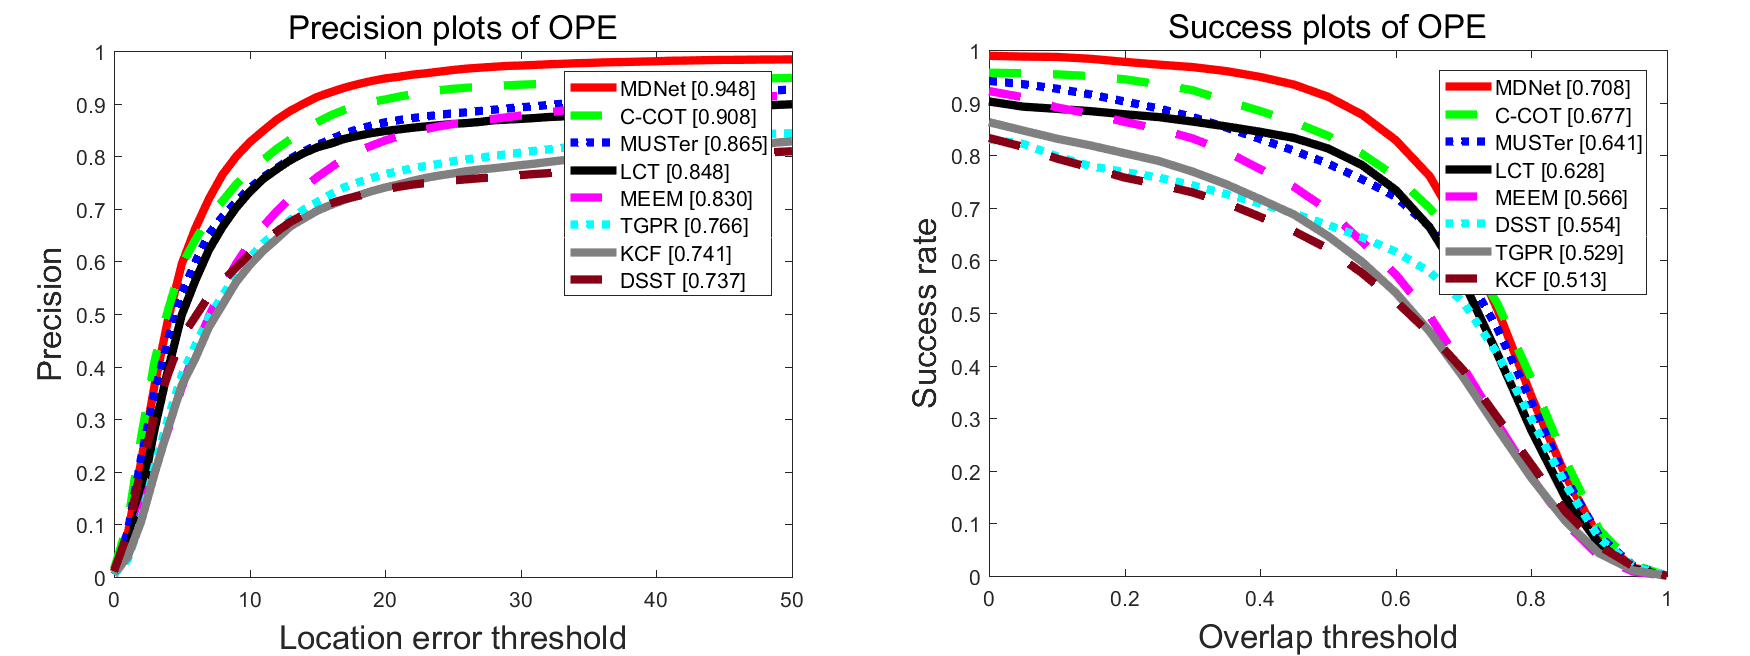 Precision plots of OPE
1
0.9
0.8
0.7
0.6
0.5
0.4
0.3
0.2
0.1
0
Precision
0 10 20 30 40 50
Location error threshold
MDNet [0.948]
C-COT [0.908]
MUSTer [0.865]
LCT [0.848]
MEEM [0.830]
TGPR [0.766]
KCF [0.741]
DSST [0.737]
Success plots of OPE
1
0.9
0.8
0.7
0.6
0.5
0.4
0.3
0.2
0.1
0
Success rate
0 0.2 0.4 0.6 0.8 1
Overlap threshold
MDNet [0.708]
C-COT [0.677]
MUSTer [0.641]
LCT [0.628]
MEEM [0.566]
DSST [0.554]
TGPR [0.529]
KCF [0.513]